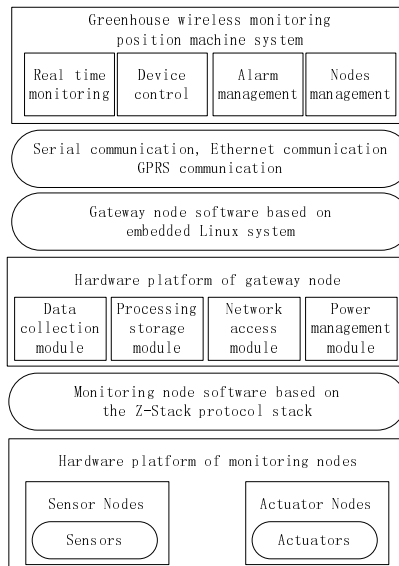 Greenhouse wireless monitoring
position machine system
Real time
monitoring
Device
control
Alarm
management
Nodes
management
Serial communication, Ethernet communication
GPRS communication
Gateway node software based on
embedded Linux system
Hardware platform of gateway node
Data
collection
module
Processing
storage
module
Network
access
module
Power
management
module
Monitoring node software based on
the Z-Stack protocol stack
Hardware platform of monitoring nodes
Sensor Nodes
Sensors
Actuator Nodes
Actuators